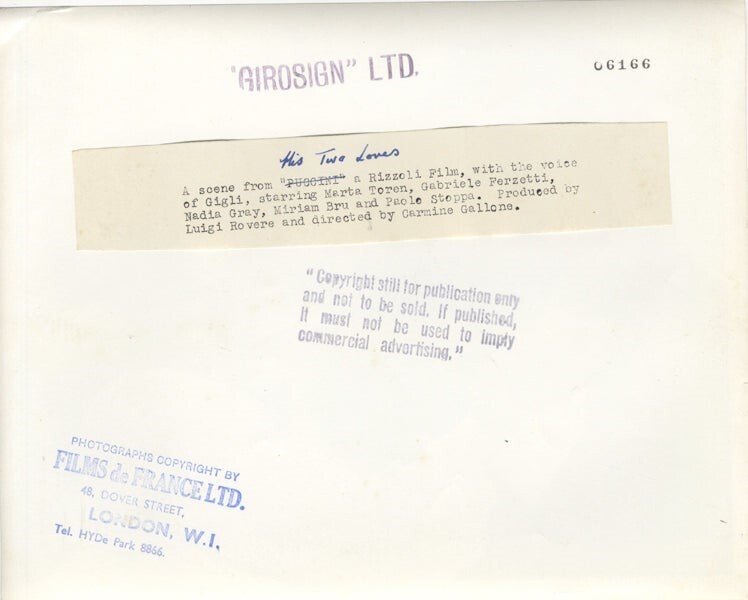 "GIROSIGN" LTD.
06166
His Two Loves
A scene from "PUCCINI" a Rizzoli Film, with the voice
of Gigli, starring Marta Toren, Gabriele Ferzetti,
Nadia Gray, Miriam Bru and Paolo Stoppa. Produced by
Luigi Rovere and directed by Carmine Gallone.
"Copyright still for publication only
and not to be sold. If published,
it must not be used to imply
commercial advertising."
PHOTOGRAPHS COPYRIGHT BY
FILMS de FRANCE LTD.
48, DOVER STREET,
LONDON, W.I.
Tel. HYDe Park 8866.